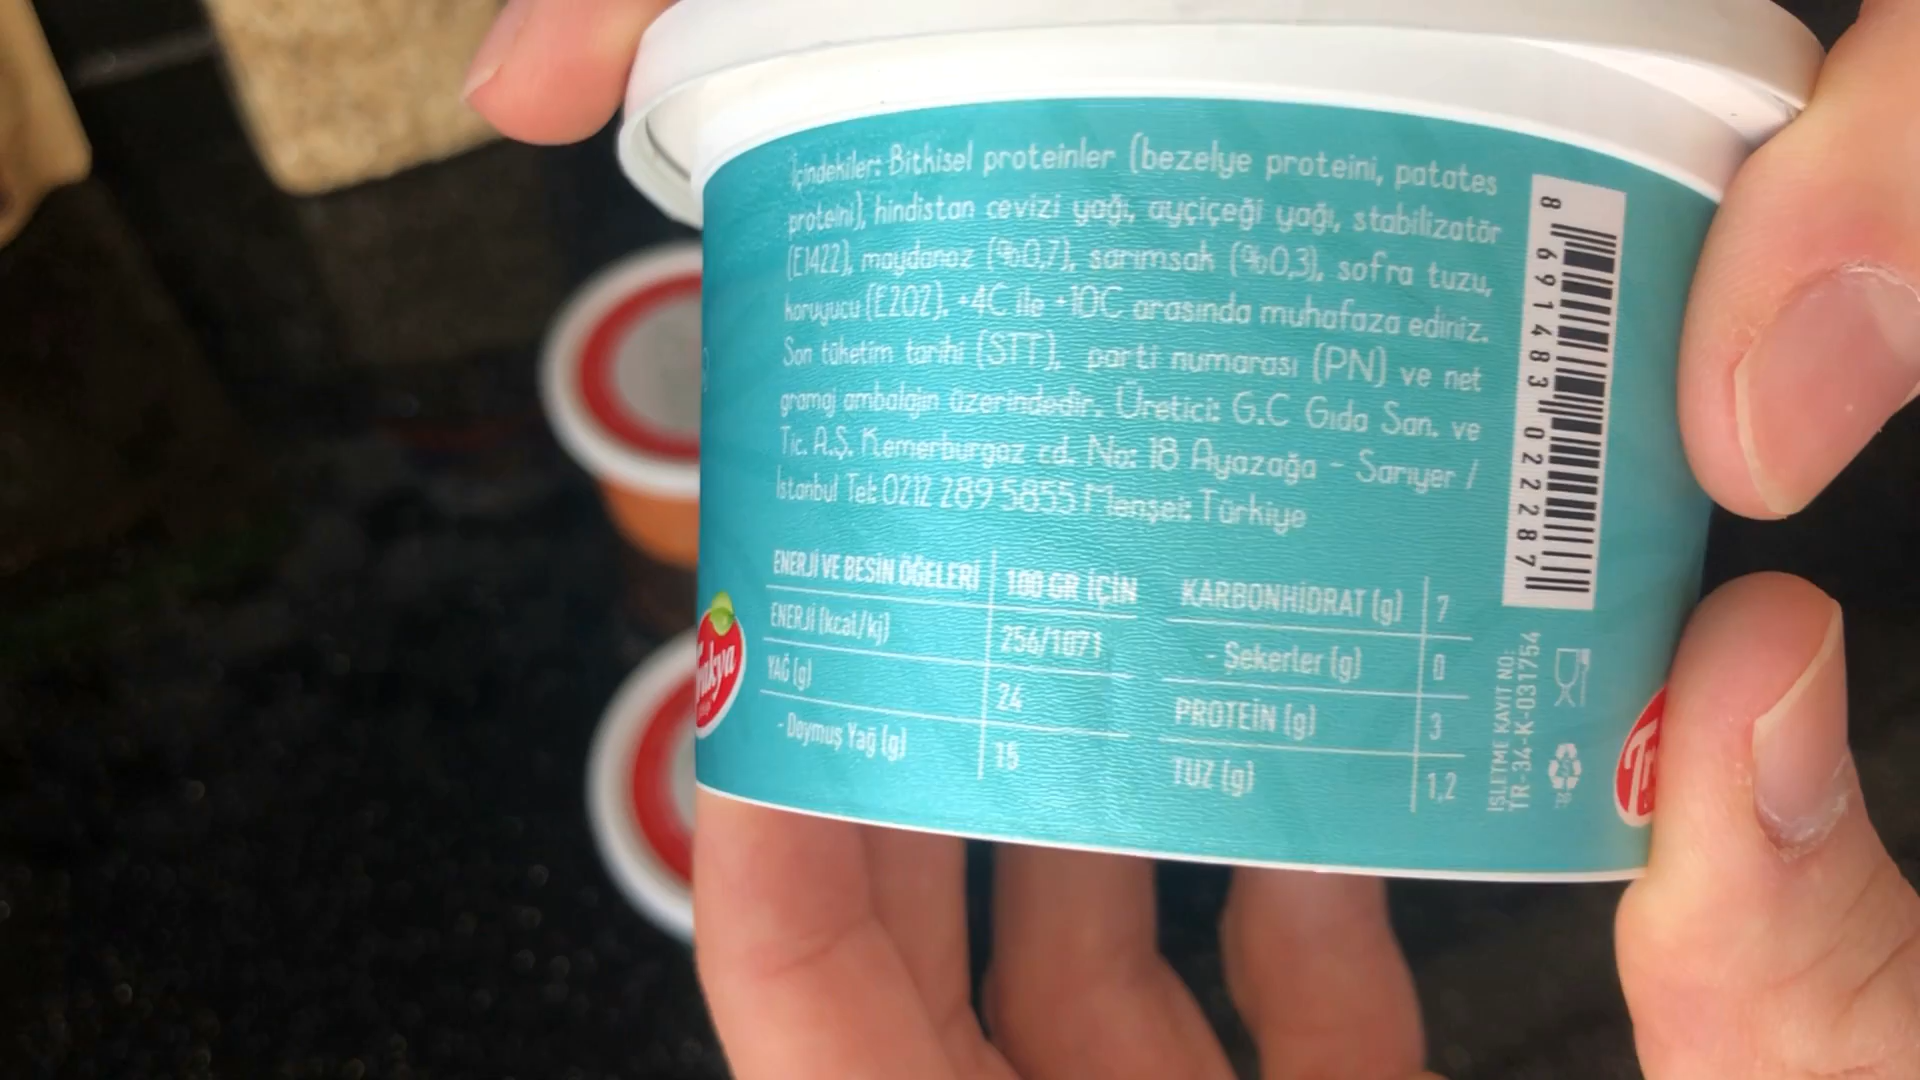 İçindekiler: Bitkisel proteinler (bezelye proteini, patates
proteini), hindistan cevizi yağı, ayçiçeği yağı, stabilizatör
(E1422), maydanoz (%0,7), sarımsak (%0,3), sofra tuzu,
koruyucu (E202). +4C ile +10C arasında muhafaza ediniz.
Son tüketim tarihi (STT), parti numarası (PN) ve net
gramaj ambalajın üzerindedir. Üretici: G.C Gıda San. ve
Tic. A.Ş. Kemerburgaz cd. No: 18 Ayazağa - Sarıyer /
İstanbul Tel: 0212 289 5855 Menşei: Türkiye
ENERJİ VE BESİN ÖĞELERİ 100 GR İÇİN
ENERJİ (kcal/kj) 256/1071
YAĞ (g) 24
- Doymuş Yağ (g) 15
KARBONHİDRAT (g) 7
- Şekerler (g) 0
PROTEİN (g) 3
TUZ (g) 1,2
8 691483 022287
İŞLETME KAYIT NO:
TR-34-K-031754